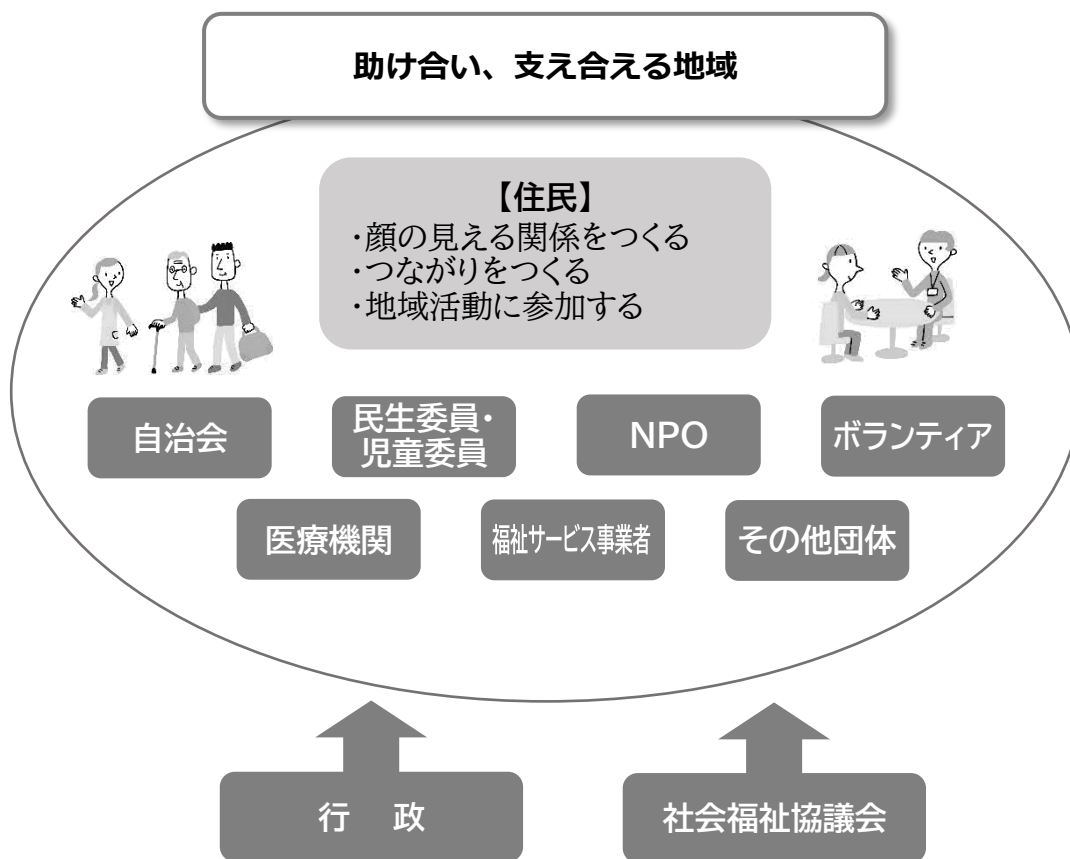 助け合い、支え合える地域
【住民】
・顔の見える関係をつくる
・つながりをつくる
・地域活動に参加する
自治会
民生委員・
児童委員
NPO
ボランティア
医療機関
福祉サービス事業者
その他団体
行　政
社会福祉協議会